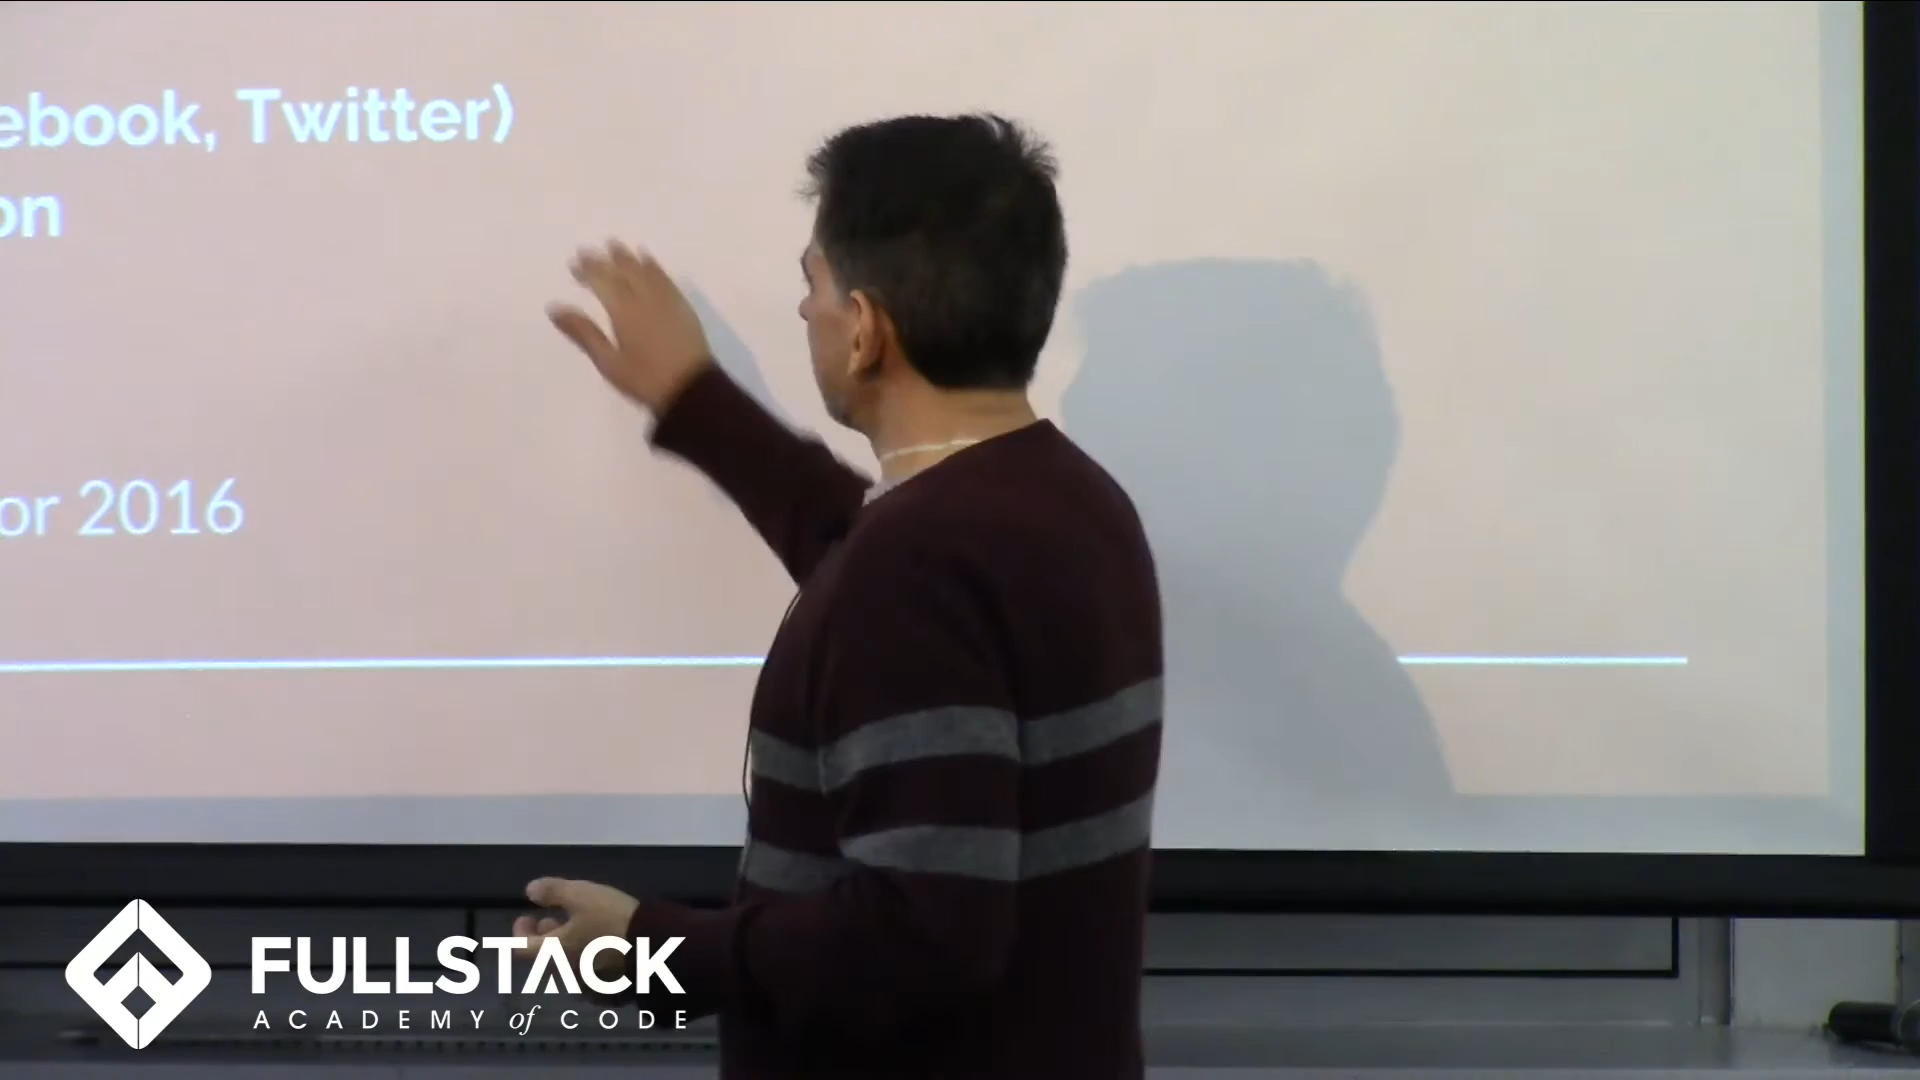 ebook, Twitter)
on
or 2016
FULLSTACK
ACADEMY of CODE